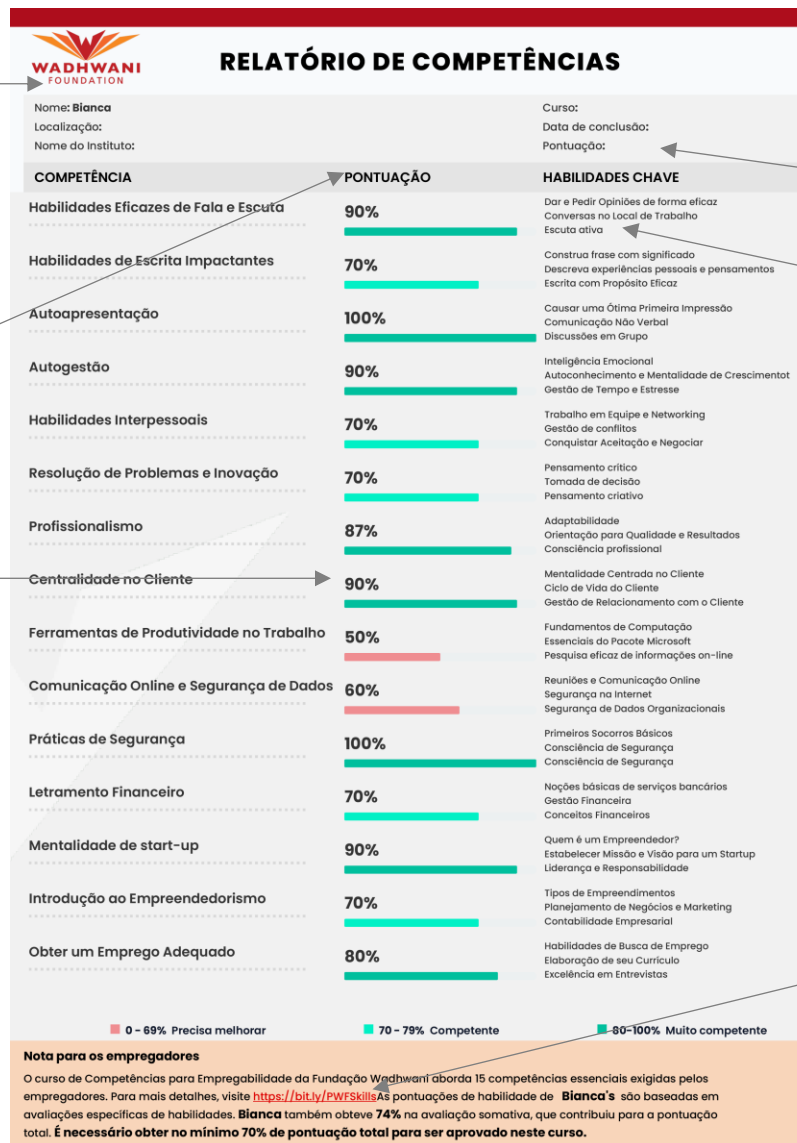 WADHWANI
FOUNDATION
RELATÓRIO DE COMPETÊNCIAS
Nome: Bianca
Localização:
Nome do Instituto:
Curso:
Data de conclusão:
Pontuação:
COMPETÊNCIA PONTUAÇÃO HABILIDADES CHAVE
Habilidades Eficazes de Fala e Escuta
90%
Dar e Pedir Opiniões de forma eficaz
Conversas no Local de Trabalho
Escuta ativa
Habilidades de Escrita Impactantes
70%
Construa frase com significado
Descreva experiências pessoais e pensamentos
Escrita com Propósito Eficaz
Autoapresentação
100%
Causar uma Ótima Primeira Impressão
Comunicação Não Verbal
Discussões em Grupo
Autogestão
90%
Inteligência Emocional
Autoconhecimento e Mentalidade de Crescimentot
Gestão de Tempo e Estresse
Habilidades Interpessoais
70%
Trabalho em Equipe e Networking
Gestão de conflitos
Conquistar Aceitação e Negociar
Resolução de Problemas e Inovação
70%
Pensamento crítico
Tomada de decisão
Pensamento criativo
Profissionalismo
87%
Adaptabilidade
Orientação para Qualidade e Resultados
Consciência profissional
Centralidade no Cliente
90%
Mentalidade Centrada no Cliente
Ciclo de Vida do Cliente
Gestão de Relacionamento com o Cliente
Ferramentas de Produtividade no Trabalho
50%
Fundamentos de Computação
Essenciais do Pacote Microsoft
Pesquisa eficaz de informações on-line
Comunicação Online e Segurança de Dados
60%
Reuniões e Comunicação Online
Segurança na Internet
Segurança de Dados Organizacionais
Práticas de Segurança
100%
Primeiros Socorros Básicos
Consciência de Segurança
Consciência de Segurança
Letramento Financeiro
70%
Noções básicas de serviços bancários
Gestão Financeira
Conceitos Financeiros
Mentalidade de start-up
90%
Quem é um Empreendedor?
Estabelecer Missão e Visão para um Startup
Liderança e Responsabilidade
Introdução ao Empreendedorismo
70%
Tipos de Empreendimentos
Planejamento de Negócios e Marketing
Contabilidade Empresarial
Obter um Emprego Adequado
80%
Habilidades de Busca de Emprego
Elaboração de seu Currículo
Excelência em Entrevistas
0 - 69% Precisa melhorar 70 - 79% Competente 80-100% Muito competente
Nota para os empregadores
O curso de Competências para Empregabilidade da Fundação Wadhwani aborda 15 competências essenciais exigidas pelos
empregadores. Para mais detalhes, visite https://bit.ly/PWFSkillsAs pontuações de habilidade de Bianca's são baseadas em
avaliações específicas de habilidades. Bianca também obteve 74% na avaliação somativa, que contribuiu para a pontuação
total. É necessário obter no mínimo 70% de pontuação total para ser aprovado neste curso.